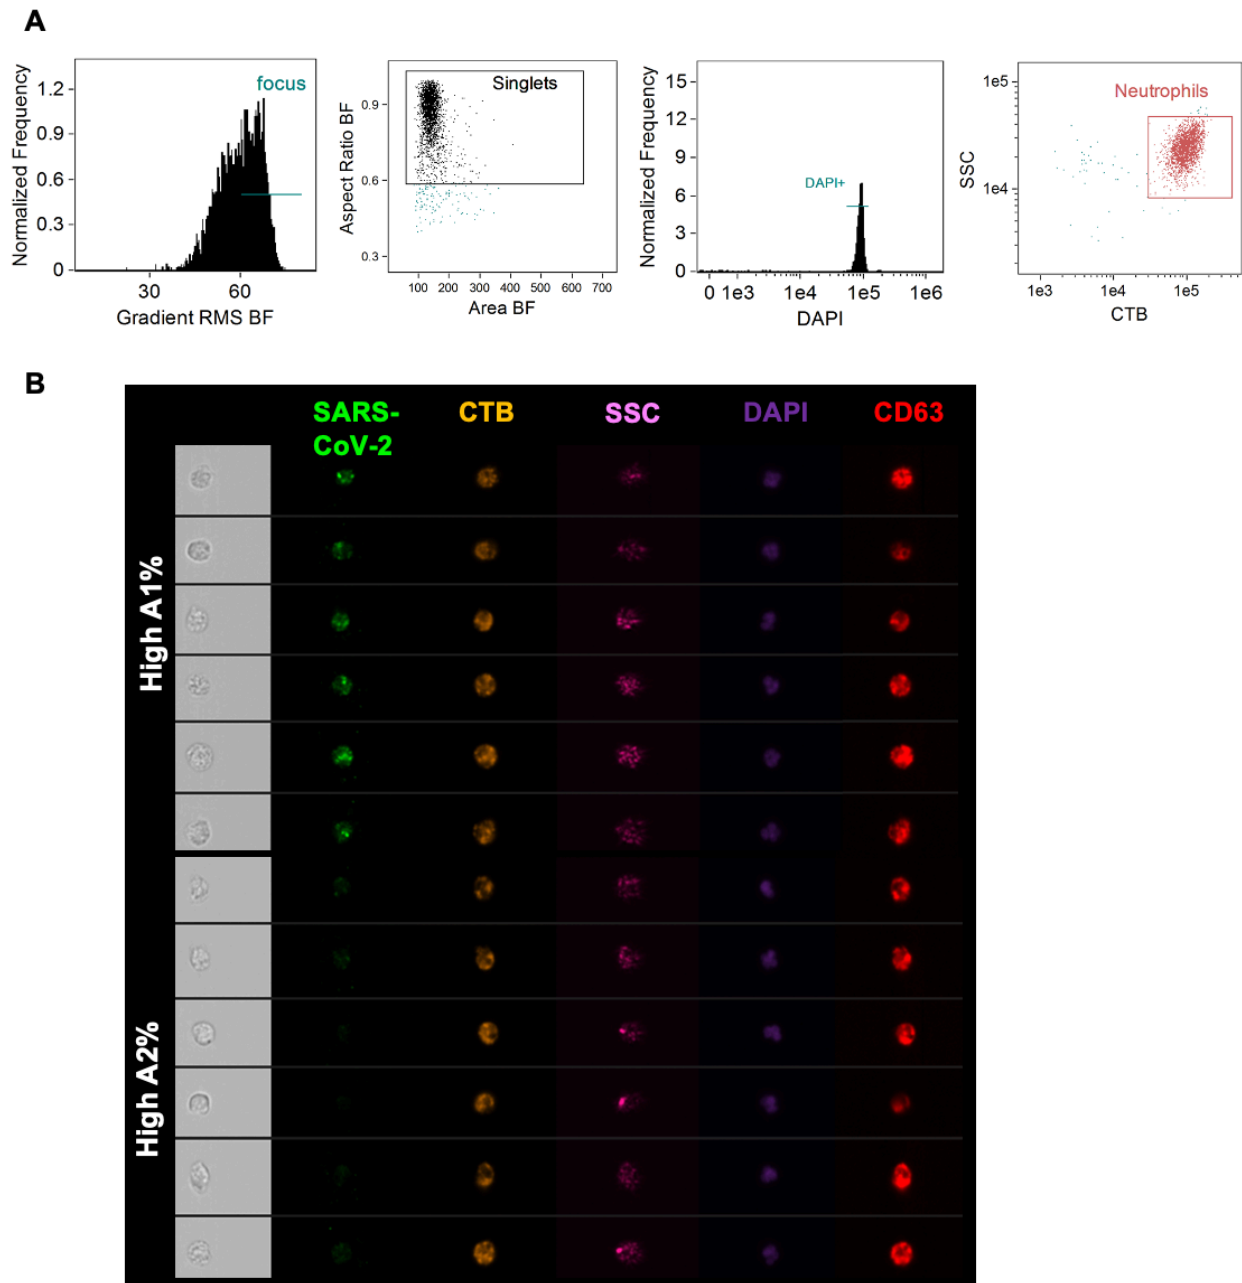 A
Normalized Frequency
1.2
0.9
0.6
0.3
0
focus
30 60
Gradient RMS BF
Aspect Ratio BF
0.9
0.6
0.3
Singlets
100 200 300 400 500 600 700
Area BF
Normalized Frequency
15
12
9
6
3
0
DAPI+
0 1e3 1e4 1e5 1e6
DAPI
SSC
1e5
1e4
Neutrophils
1e3 1e4 1e5
CTB
B
SARS-
CoV-2
CTB
SSC
DAPI
CD63
High A1%
High A2%